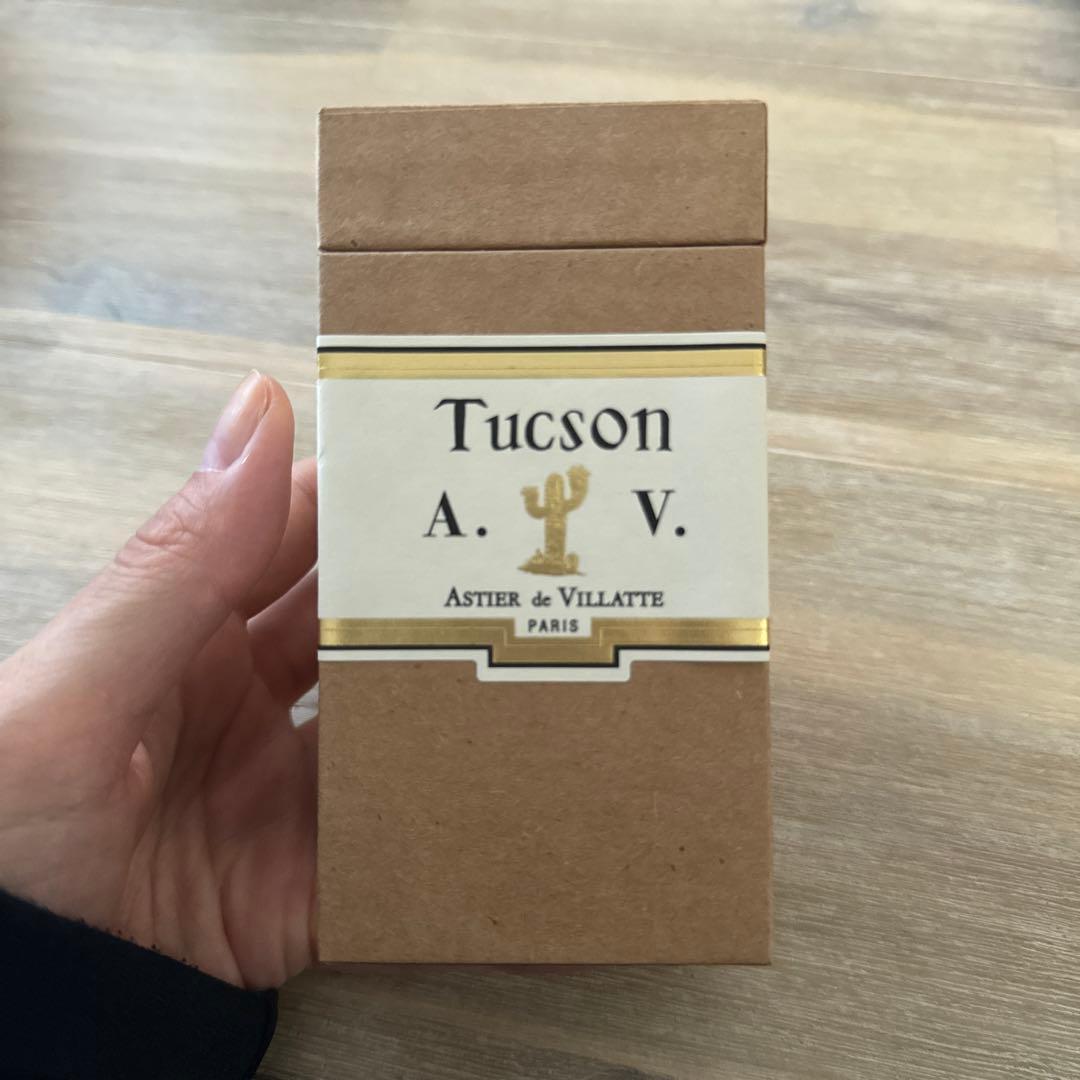 Tucson
A. V.
ASTIER de VILLATTE
PARIS